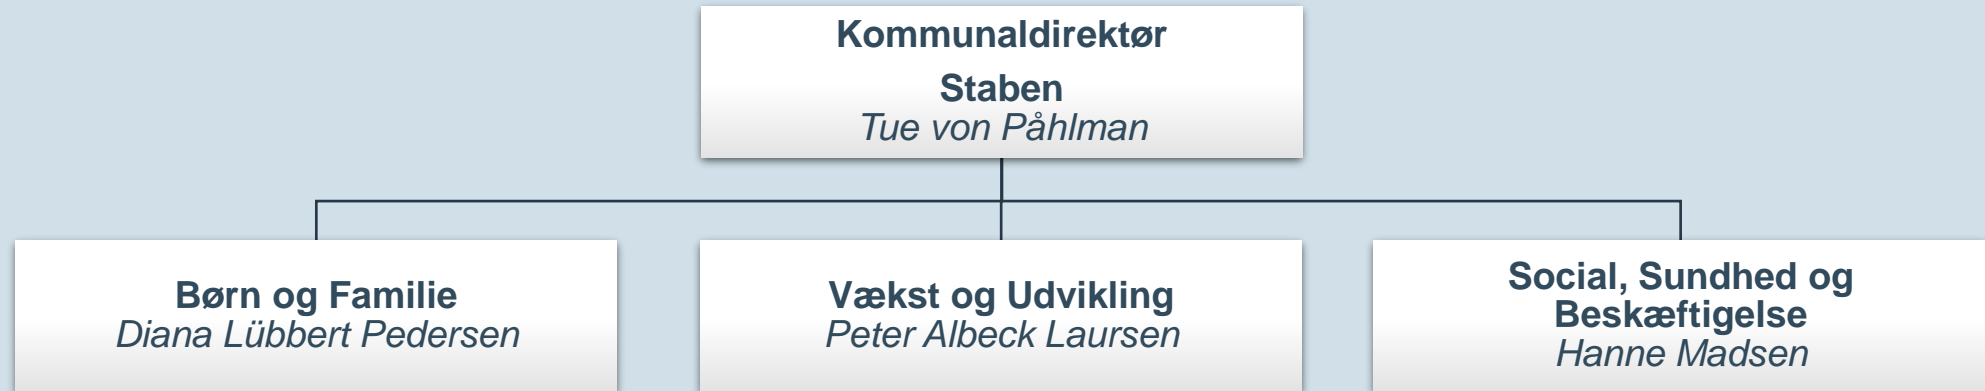 Kommunaldirektør
Staben
Tue von Påhlman
Børn og Familie
Diana Lübbert Pedersen
Vækst og Udvikling
Peter Albeck Laursen
Social, Sundhed og
Beskæftigelse
Hanne Madsen